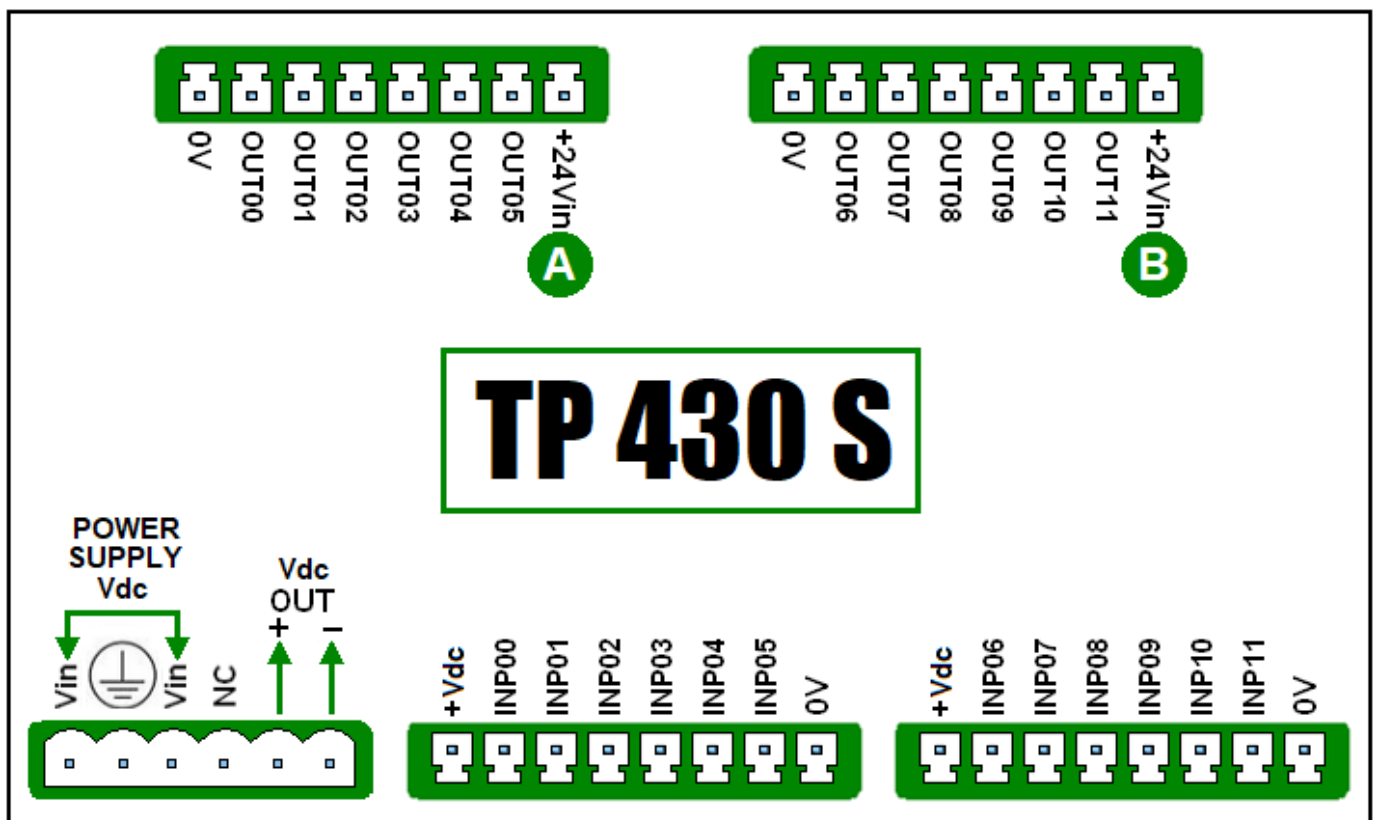 0V
OUT00
OUT01
OUT02
OUT03
OUT04
OUT05
+24Vin
A
0V
OUT06
OUT07
OUT08
OUT09
OUT10
OUT11
+24Vin
B
TP 430 S
POWER
SUPPLY
Vdc
Vin
Vin
NC
Vdc
OUT
+ −
+Vdc
INP00
INP01
INP02
INP03
INP04
INP05
0V
+Vdc
INP06
INP07
INP08
INP09
INP10
INP11
0V